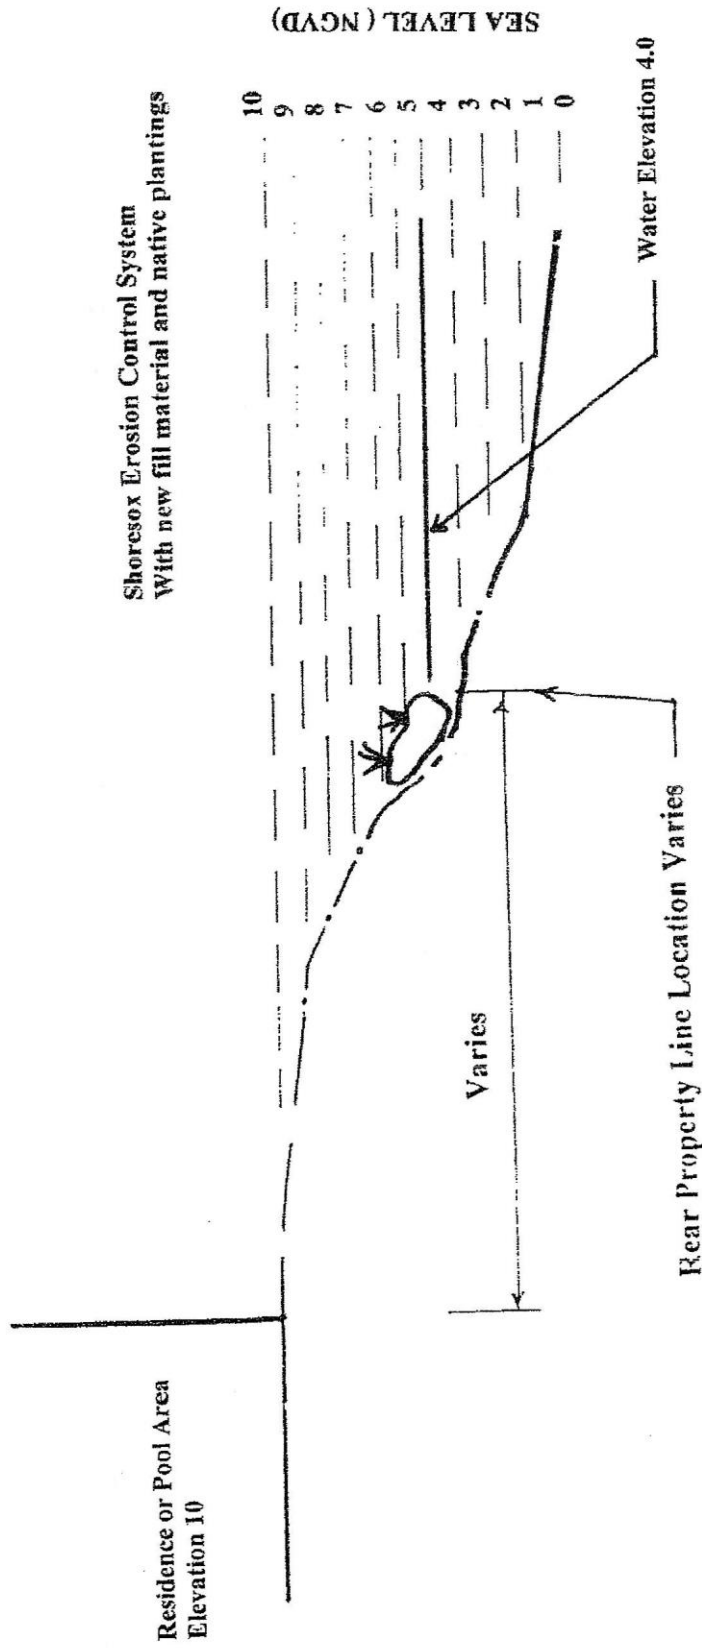 Shoresox Erosion Control System
With new fill material and native plantings
Residence or Pool Area
Elevation 10
10
9
8
7
6
5
4
3
2
1
0
SEA LEVEL ( NGVD)
Water Elevation 4.0
Varies
Rear Property Line Location Varies